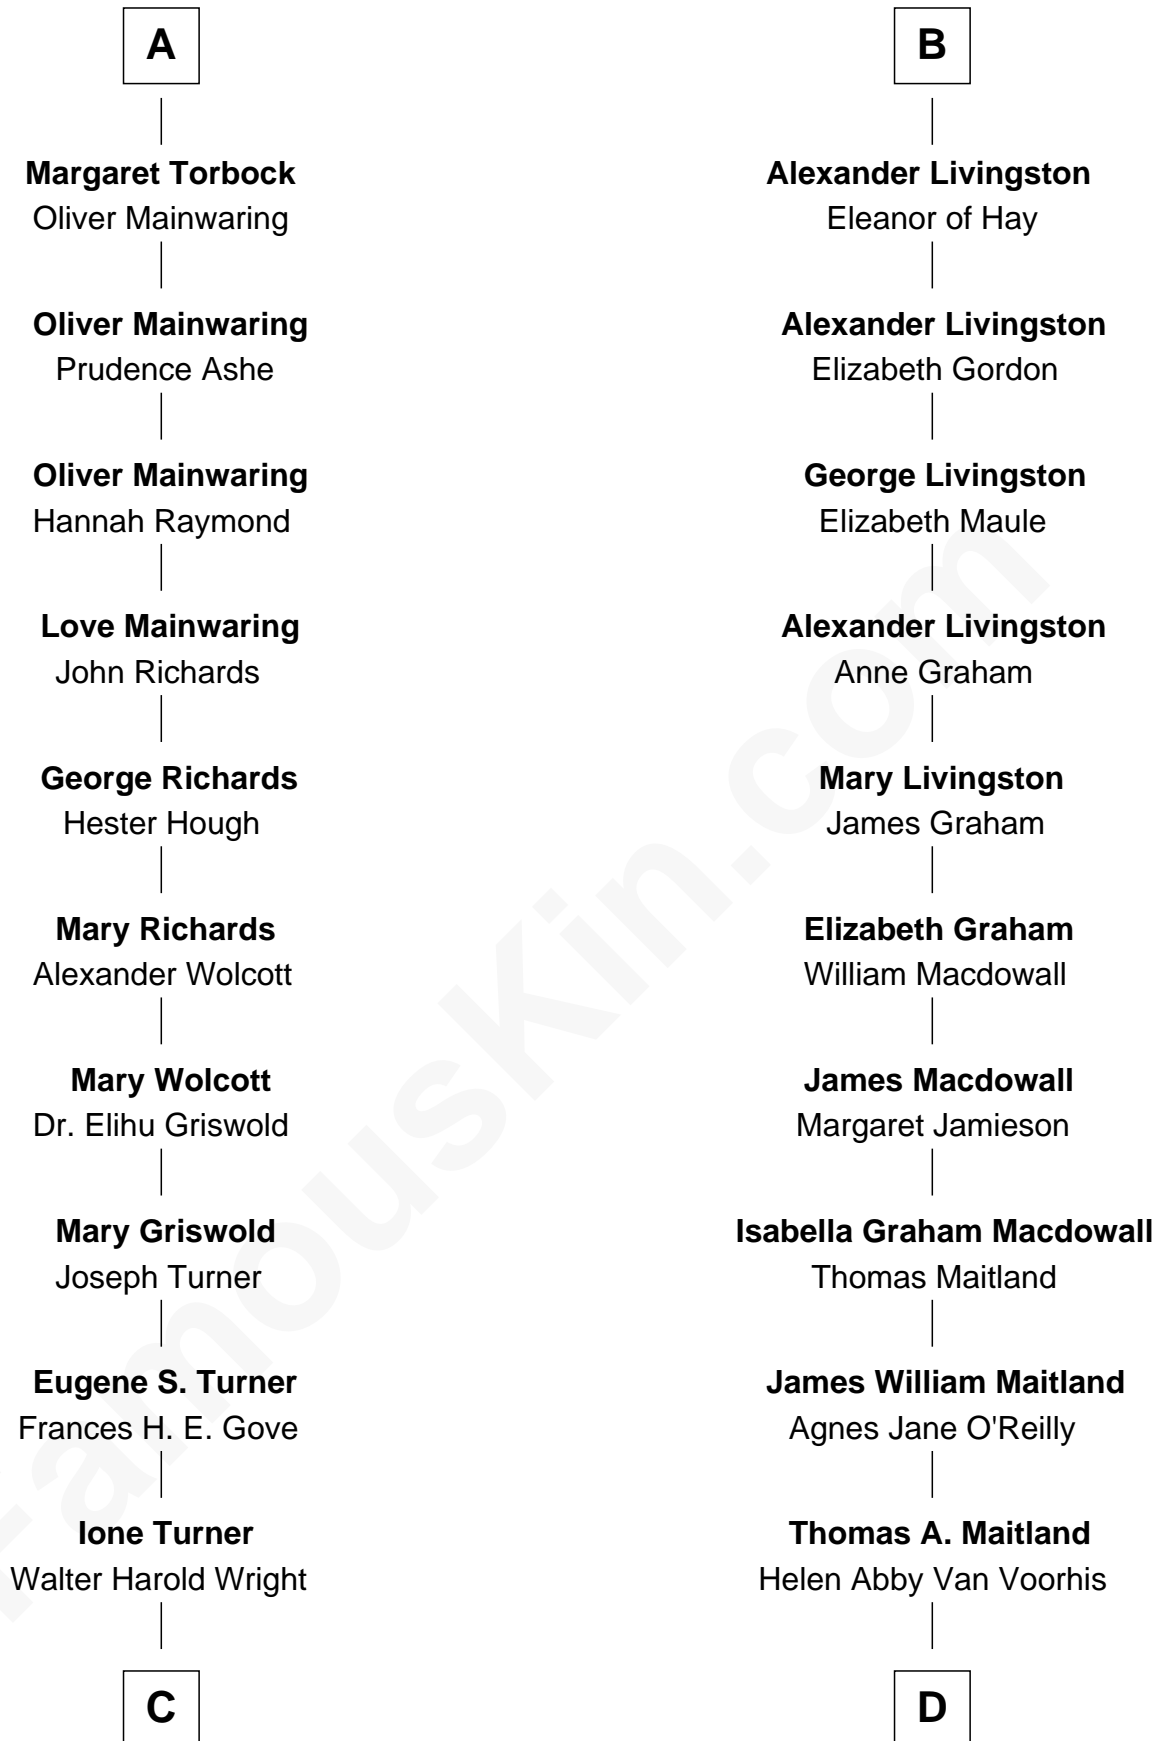 A
Margaret Torbock
Oliver Mainwaring
Oliver Mainwaring
Prudence Ashe
Oliver Mainwaring
Hannah Raymond
Love Mainwaring
John Richards
George Richards
Hester Hough
Mary Richards
Alexander Wolcott
Mary Wolcott
Dr. Elihu Griswold
Mary Griswold
Joseph Turner
Eugene S. Turner
Frances H. E. Gove
Ione Turner
Walter Harold Wright
C
B
Alexander Livingston
Eleanor of Hay
Alexander Livingston
Elizabeth Gordon
George Livingston
Elizabeth Maule
Alexander Livingston
Anne Graham
Mary Livingston
James Graham
Elizabeth Graham
William Macdowall
James Macdowall
Margaret Jamieson
Isabella Graham Macdowall
Thomas Maitland
James William Maitland
Agnes Jane O'Reilly
Thomas A. Maitland
Helen Abby Van Voorhis
D
FamousKin.com